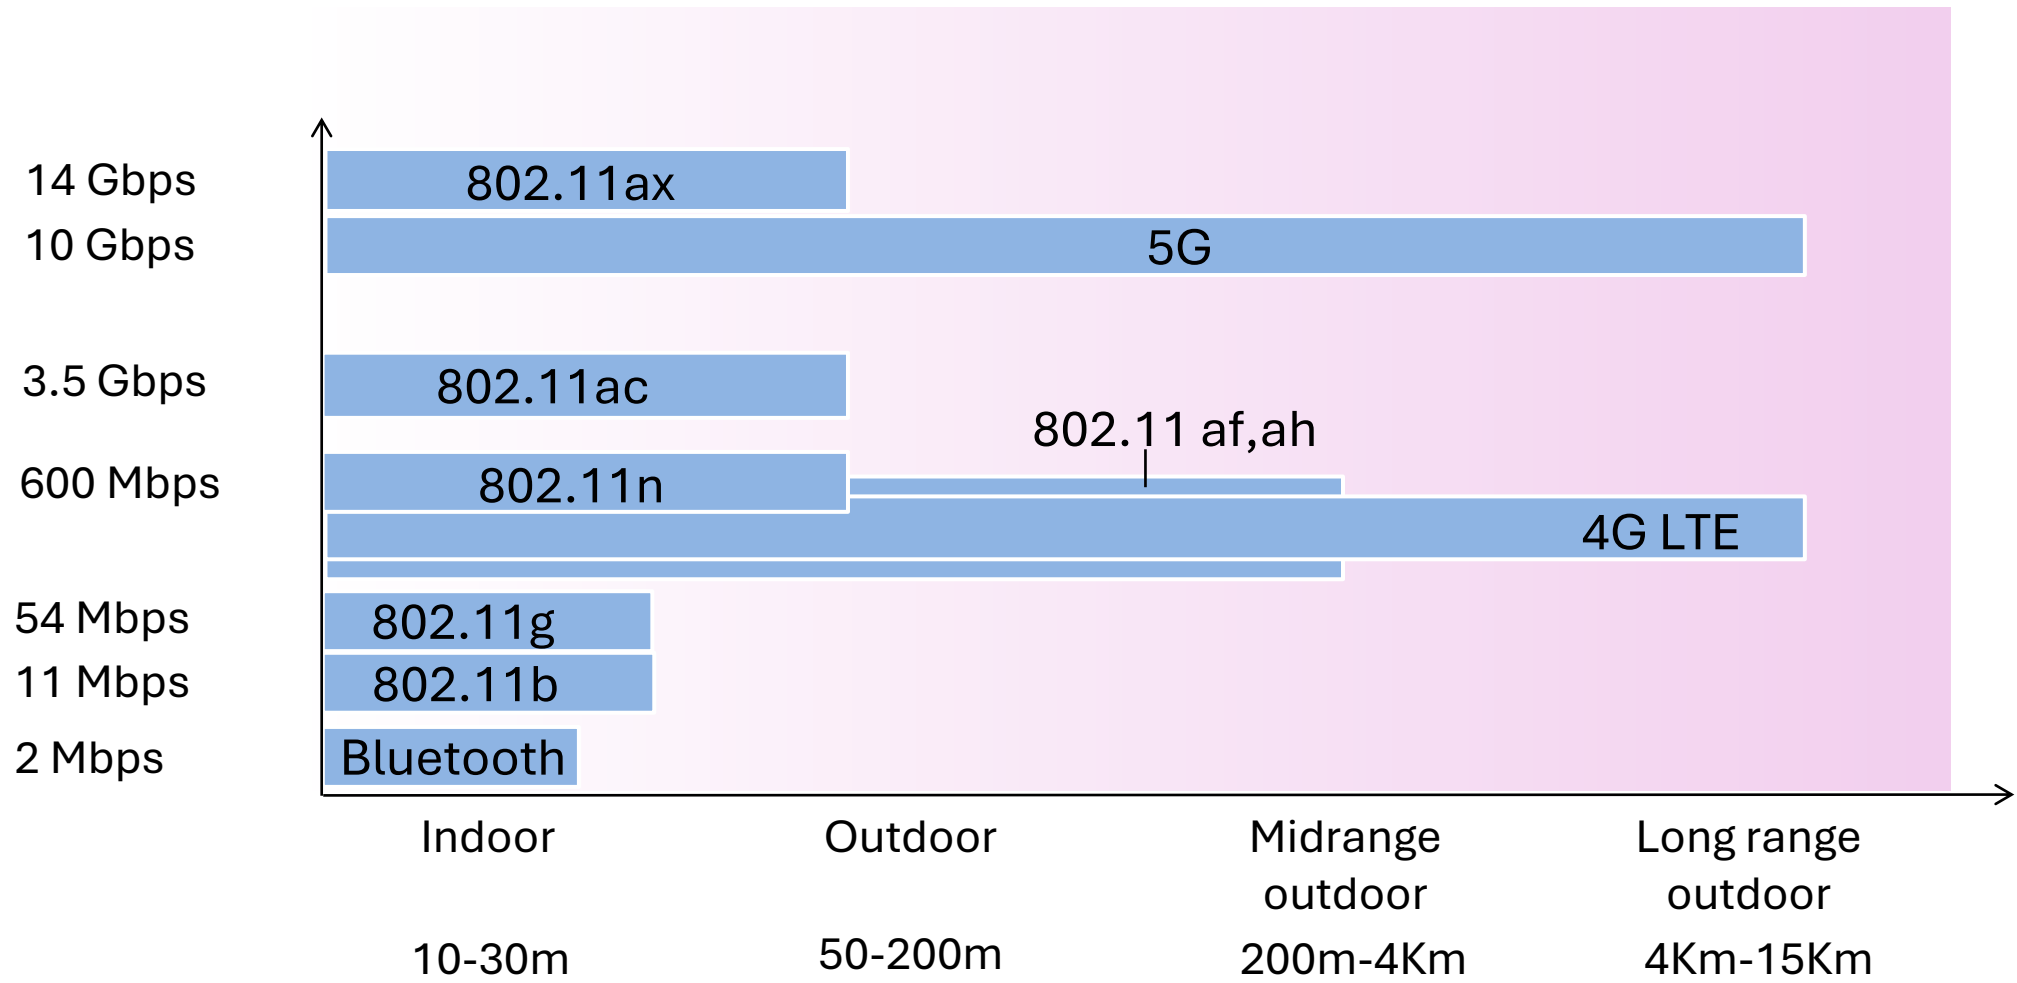 14 Gbps
802.11ax
10 Gbps
5G
3.5 Gbps
802.11ac
802.11 af,ah
600 Mbps
802.11n
4G LTE
54 Mbps
802.11g
11 Mbps
802.11b
2 Mbps
Bluetooth
Indoor
Outdoor
Midrange
outdoor
Long range
outdoor
10-30m
50-200m
200m-4Km
4Km-15Km